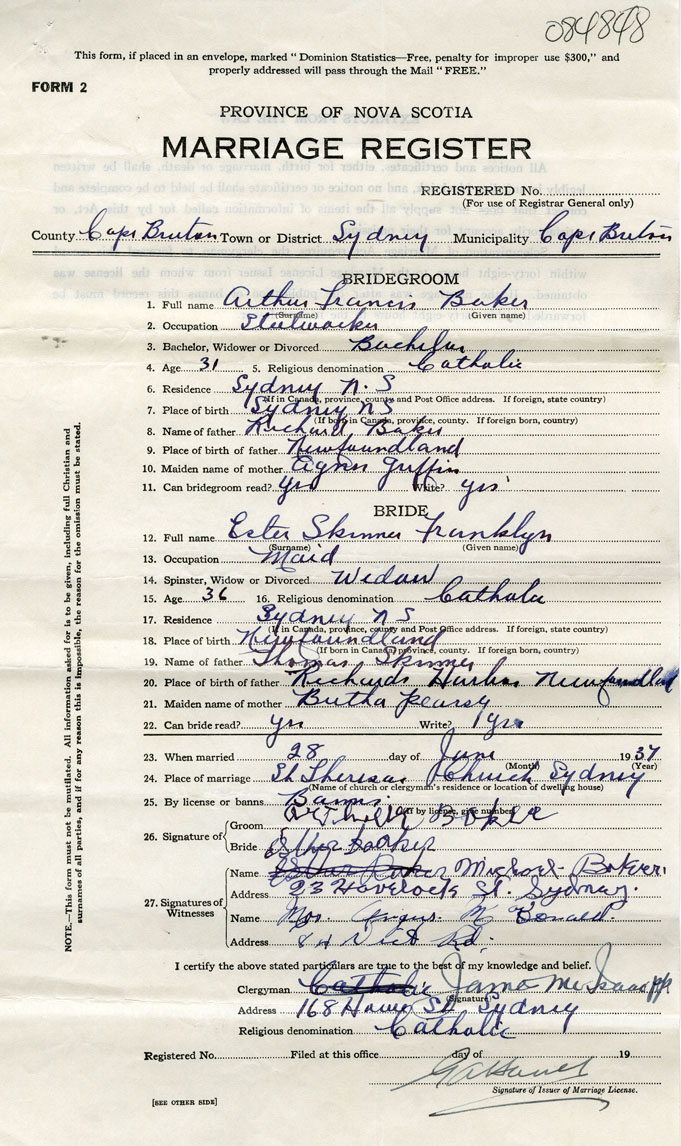 084848
This form, if placed in an envelope, marked "Dominion Statistics—Free, penalty for improper use $300," and
properly addressed will pass through the Mail "FREE."
FORM 2
PROVINCE OF NOVA SCOTIA
MARRIAGE REGISTER
REGISTERED No.
(For use of Registrar General only)
County Cape Breton Town or District Sydney Municipality Cape Breton
BRIDEGROOM
1. Full name Arthur Francis Baker
(Surname) (Given name)
2. Occupation Steelworker
3. Bachelor, Widower or Divorced Bachelor
4. Age 31 5. Religious denomination Catholic
6. Residence Sydney N. S
(If in Canada, province, county and Post Office address. If foreign, state country)
7. Place of birth Sydney N S
(If born in Canada, province, county. If foreign born, country)
8. Name of father Richard Baker
9. Place of birth of father Newfoundland
10. Maiden name of mother Agnes Griffin
11. Can bridegroom read? yes Write? yes
BRIDE
12. Full name Ester Skinner Franklyn
(Surname) (Given name)
13. Occupation Maid
14. Spinster, Widow or Divorced Widow
15. Age 36 16. Religious denomination Catholic
17. Residence Sydney N S
(If in Canada, province, county and Post Office address. If foreign, state country)
18. Place of birth Newfoundland
(If born in Canada, province, county. If foreign born, country)
19. Name of father Thomas Skinner
20. Place of birth of father Richards Harbor Newfoundland
21. Maiden name of mother Bertha Pearsy
22. Can bride read? yes Write? yes
23. When married 28 day of June 1937
(Month) (Year)
24. Place of marriage St Theresas Church Sydney
(Name of church or clergyman's residence or location of dwelling house)
25. By license or banns Banns
(If by license, give number)
26. Signature of
Groom
Bride
27. Signatures of Witnesses
Name Michael Baker
Address 23 Havelock St. Sydney.
Name Mrs. Angus McDonald
Address Rd.
I certify the above stated particulars are true to the best of my knowledge and belief.
Clergyman Catholic James McIsaac pp
(Signature)
Address 168 Howe St Sydney
Religious denomination Catholic
Registered No. Filed at this office day of 19
Signature of Issuer of Marriage License.
[SEE OTHER SIDE]
NOTE.—This form must not be mutilated. All information asked for is to be given, including full Christian and
surnames of all parties, and if for any reason this is impossible, the reason for the omission must be stated.